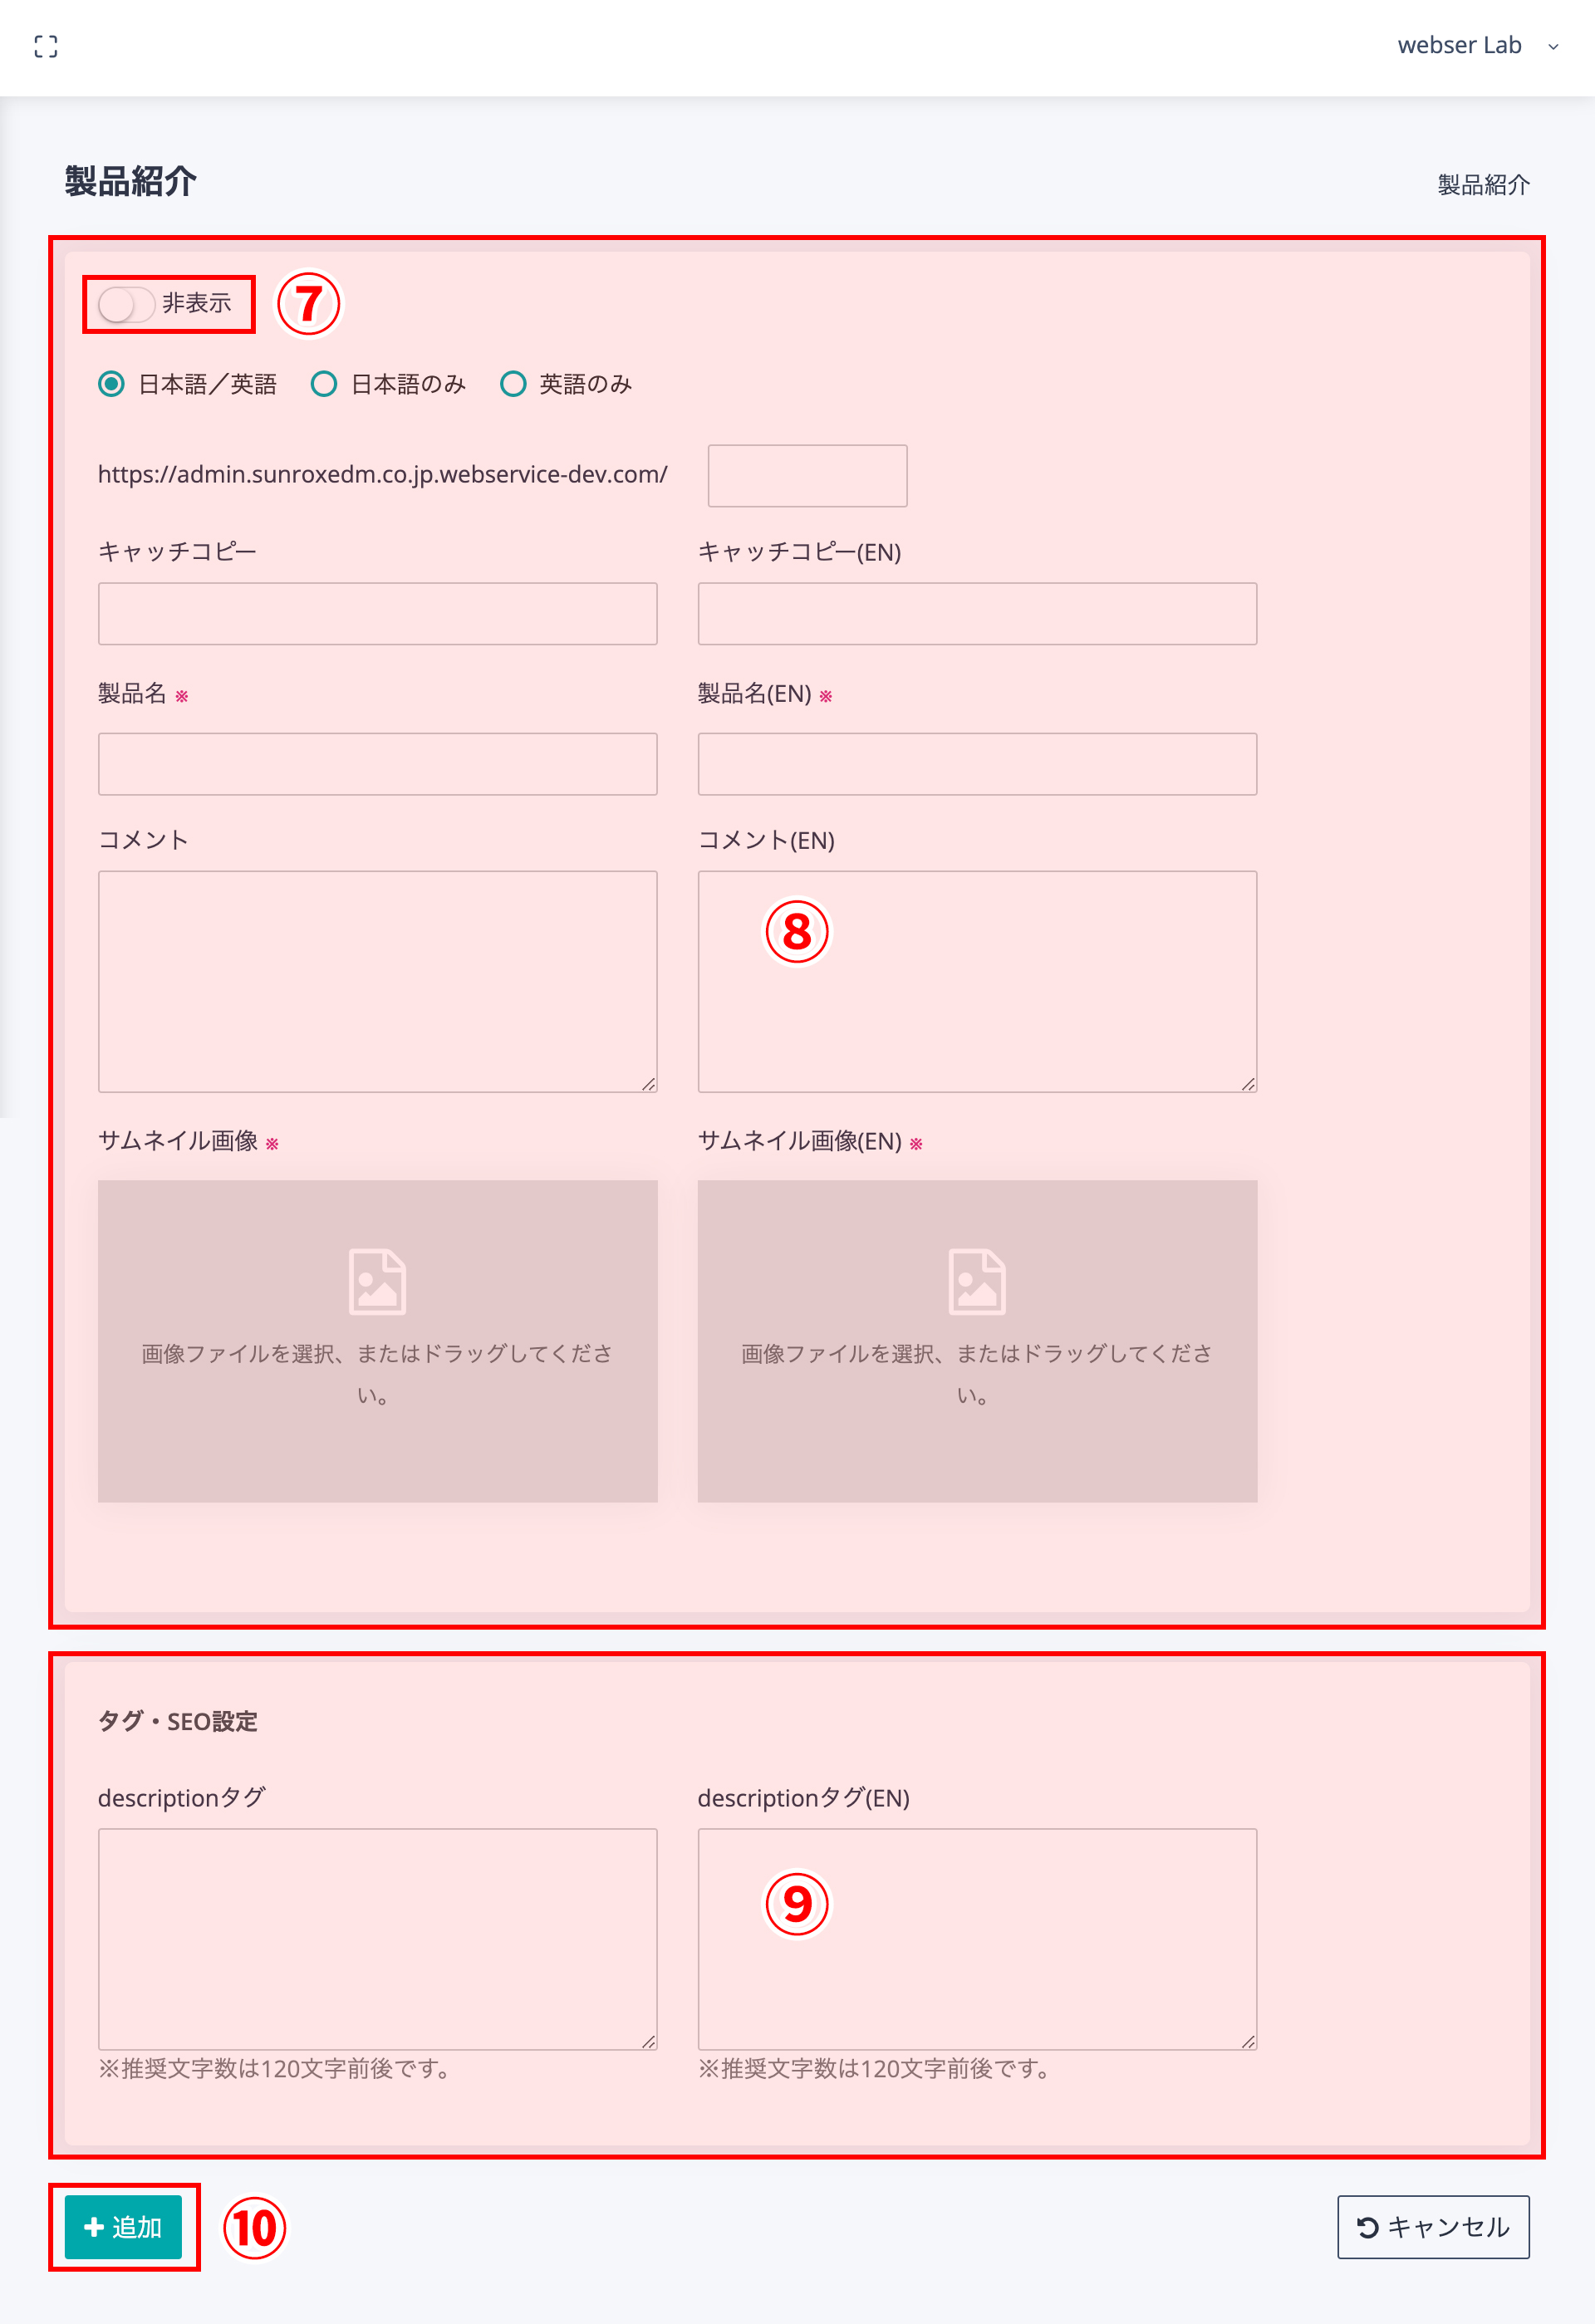 webser Lab
製品紹介
製品紹介
非表示
⑦
日本語／英語 日本語のみ 英語のみ
https://admin.sunroxedm.co.jp.webservice-dev.com/
キャッチコピー キャッチコピー(EN)
製品名 ※ 製品名(EN) ※
コメント コメント(EN)
⑧
サムネイル画像 ※ サムネイル画像(EN) ※
画像ファイルを選択、またはドラッグしてくださ
い。
画像ファイルを選択、またはドラッグしてくださ
い。
タグ・SEO設定
descriptionタグ descriptionタグ(EN)
⑨
※推奨文字数は120文字前後です。 ※推奨文字数は120文字前後です。
追加 ⑩ キャンセル